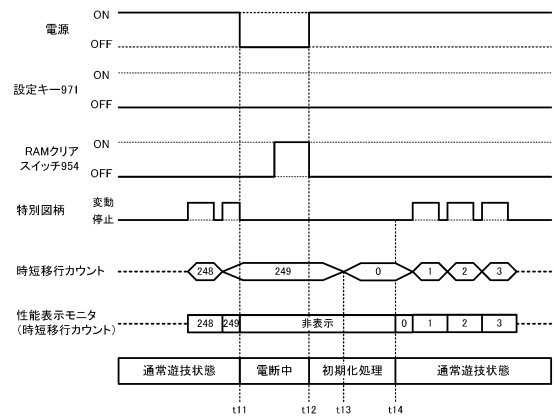 電源
ON
OFF
設定キー971
ON
OFF
RAMクリア
スイッチ954
ON
OFF
特別図柄
変動
停止
時短移行カウント
248
249
0
1
2
3
性能表示モニタ
(時短移行カウント)
248
249
非表示
0
1
2
3
通常遊技状態
電断中
初期化処理
通常遊技状態
t11
t12
t13
t14